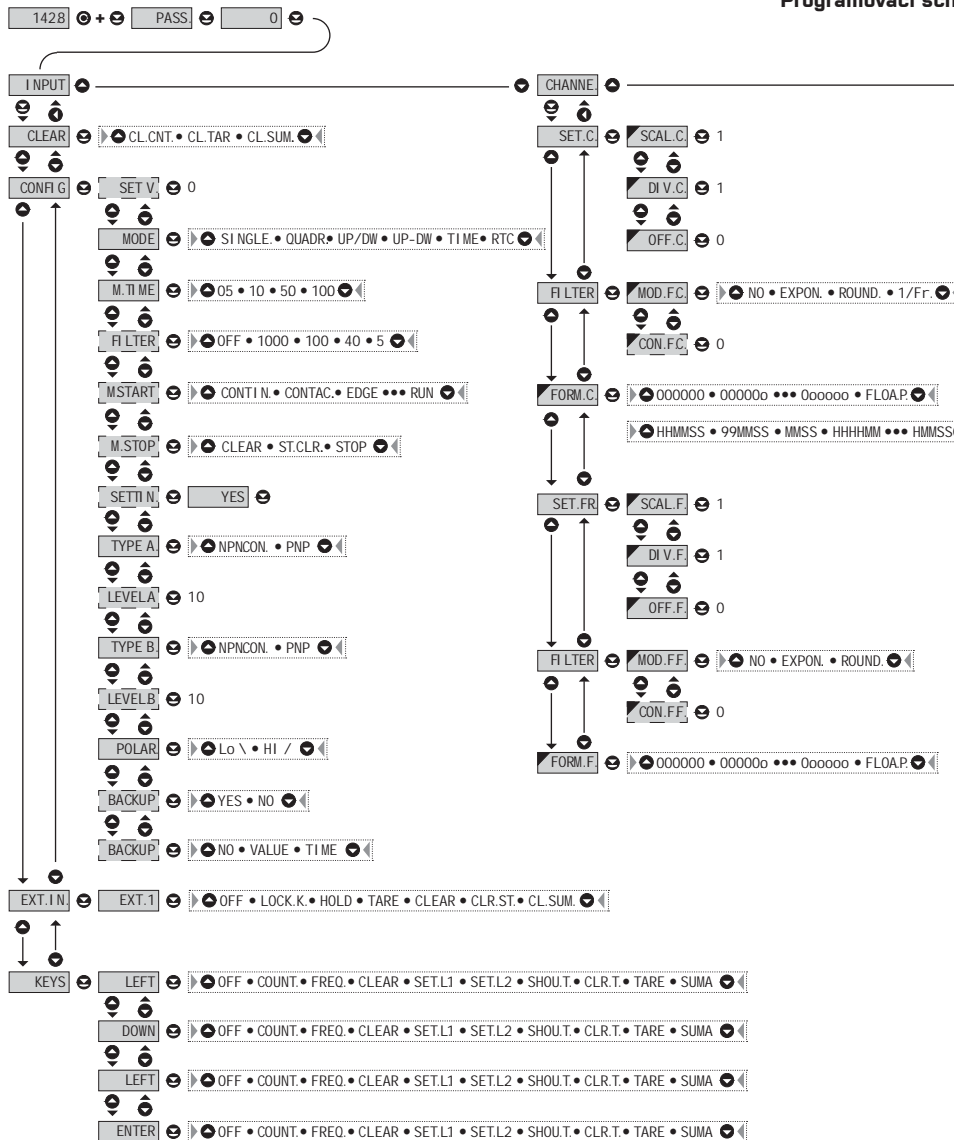 Programovací sch
1428 + PASS. 0
INPUT
CLEAR CL.CNT. • CL.TAR • CL.SUM.
CONFIG SET V. 0
MODE SINGLE. • QUADR. • UP/DW • UP-DW • TIME • RTC
M.TIME 05 • 10 • 50 • 100
FILTER OFF • 1000 • 100 • 40 • 5
M.START CONTIN. • CONTAC. • EDGE ••• RUN
M.STOP CLEAR • ST.CLR. • STOP
SETTIN. YES
TYPE A. NPNCON. • PNP
LEVEL.A 10
TYPE B. NPNCON. • PNP
LEVEL.B 10
POLAR. Lo \ • HI /
BACKUP YES • NO
BACKUP NO • VALUE • TIME
EXT.IN. EXT.1 OFF • LOCK.K. • HOLD • TARE • CLEAR • CLR.ST. • CL.SUM.
KEYS LEFT OFF • COUNT. • FREQ. • CLEAR • SET.L1 • SET.L2 • SHOU.T. • CLR.T. • TARE • SUMA
DOWN OFF • COUNT. • FREQ. • CLEAR • SET.L1 • SET.L2 • SHOU.T. • CLR.T. • TARE • SUMA
LEFT OFF • COUNT. • FREQ. • CLEAR • SET.L1 • SET.L2 • SHOU.T. • CLR.T. • TARE • SUMA
ENTER OFF • COUNT. • FREQ. • CLEAR • SET.L1 • SET.L2 • SHOU.T. • CLR.T. • TARE • SUMA
CHANNE.
SET.C. SCAL.C. 1
DIV.C. 1
OFF.C. 0
FILTER MOD.F.C. NO • EXPON. • ROUND. • 1/Fr.
CON.F.C. 0
FORM.C. 000000 • 00000o ••• 0ooooo • FLOA.P.
HHMMSS • 99MMSS • MMSS • HHHHMM ••• HMMSS
SET.FR. SCAL.F. 1
DIV.F. 1
OFF.F. 0
FILTER MOD.F.F. NO • EXPON. • ROUND.
CON.F.F. 0
FORM.F. 000000 • 00000o ••• 0ooooo • FLOA.P.